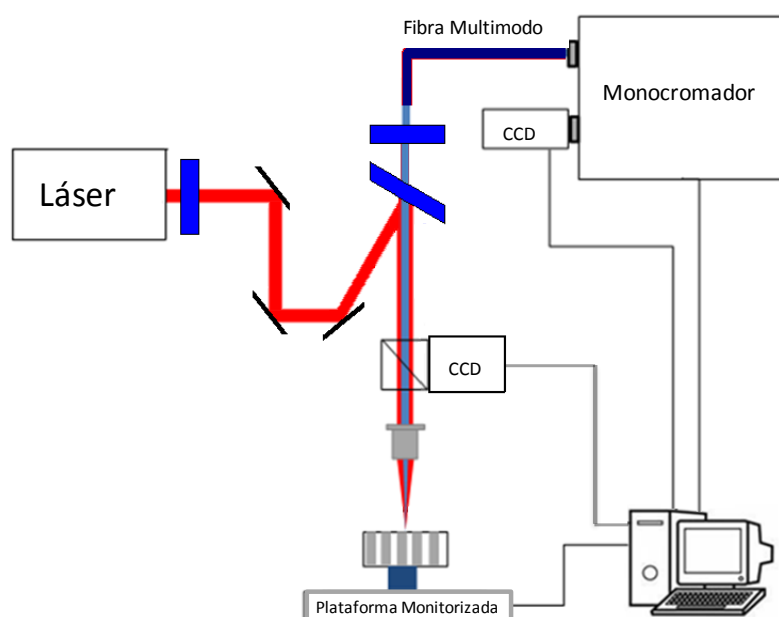 Fibra Multimodo
Monocromador
CCD
Láser
CCD
Plataforma Monitorizada